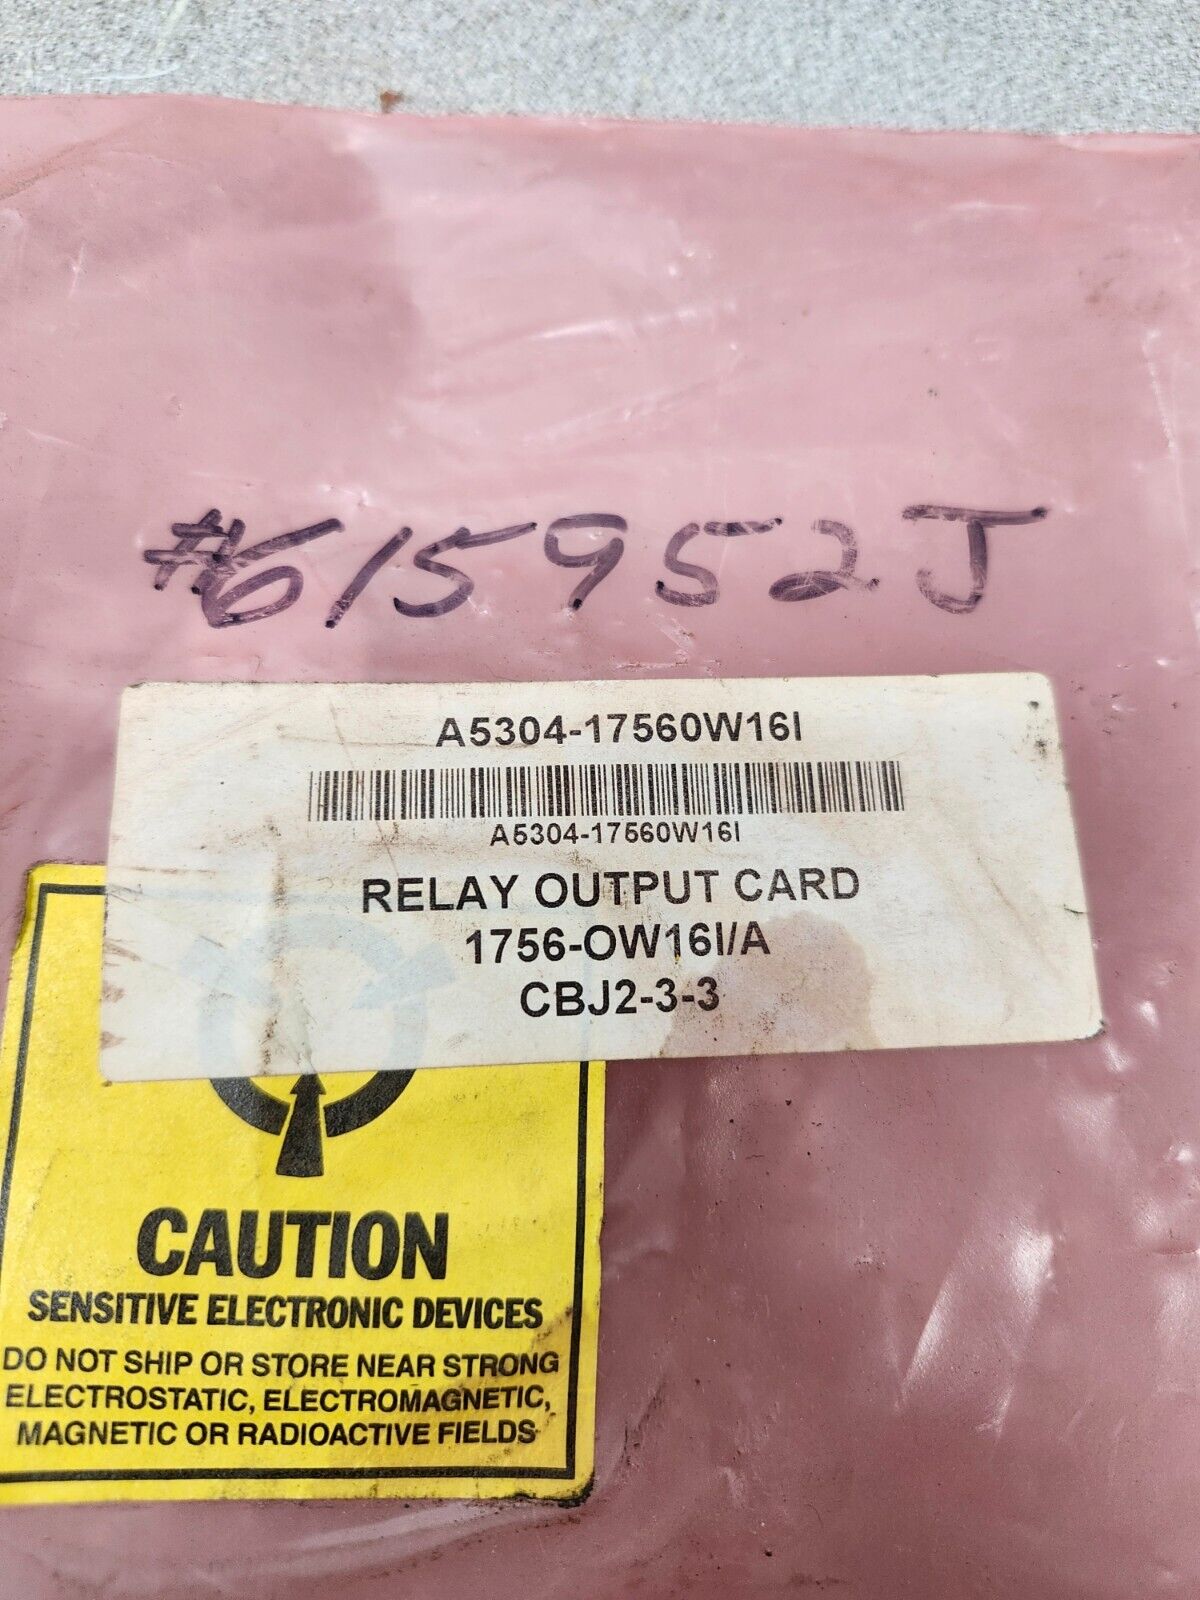 #615952J
A5304-17560W16I
A5304-17560W16I
RELAY OUTPUT CARD
1756-OW16I/A
CBJ2-3-3
CAUTION
SENSITIVE ELECTRONIC DEVICES
DO NOT SHIP OR STORE NEAR STRONG
ELECTROSTATIC, ELECTROMAGNETIC,
MAGNETIC OR RADIOACTIVE FIELDS